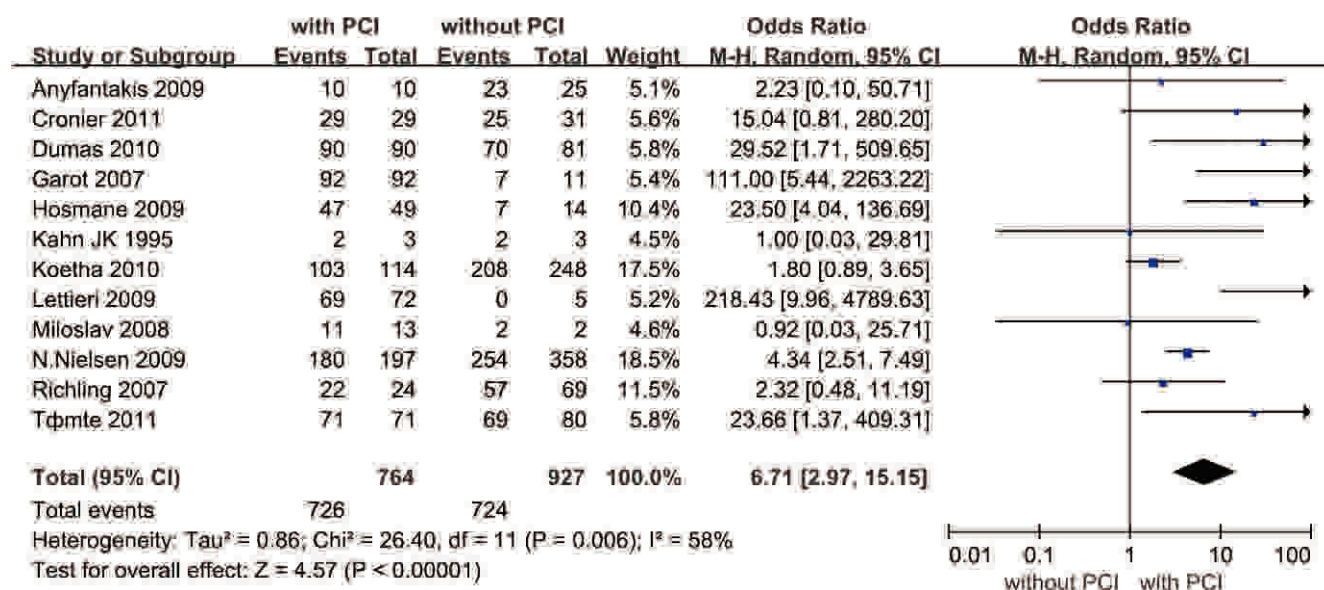 with PCI without PCI Odds Ratio Odds Ratio
Study or Subgroup Events Total Events Total Weight M-H, Random, 95% CI M-H, Random, 95% CI
Anyfantakis 2009 10 10 23 25 5.1% 2.23 [0.10, 50.71]
Cronier 2011 29 29 25 31 5.6% 15.04 [0.81, 280.20]
Dumas 2010 90 90 70 81 5.8% 29.52 [1.71, 509.65]
Garot 2007 92 92 7 11 5.4% 111.00 [5.44, 2263.22]
Hosmane 2009 47 49 7 14 10.4% 23.50 [4.04, 136.69]
Kahn JK 1995 2 3 2 3 4.5% 1.00 [0.03, 29.81]
Koetha 2010 103 114 208 248 17.5% 1.80 [0.89, 3.65]
Lettieri 2009 69 72 0 5 5.2% 218.43 [9.96, 4789.63]
Miloslav 2008 11 13 2 2 4.6% 0.92 [0.03, 25.71]
N.Nielsen 2009 180 197 254 358 18.5% 4.34 [2.51, 7.49]
Richling 2007 22 24 57 69 11.5% 2.32 [0.48, 11.19]
Tфmte 2011 71 71 69 80 5.8% 23.66 [1.37, 409.31]
Total (95% CI) 764 927 100.0% 6.71 [2.97, 15.15]
Total events 726 724
Heterogeneity: Tau² = 0.86; Chi² = 26.40, df = 11 (P = 0.006); I² = 58%
Test for overall effect: Z = 4.57 (P < 0.00001)
0.01 0.1 1 10 100
without PCI with PCI